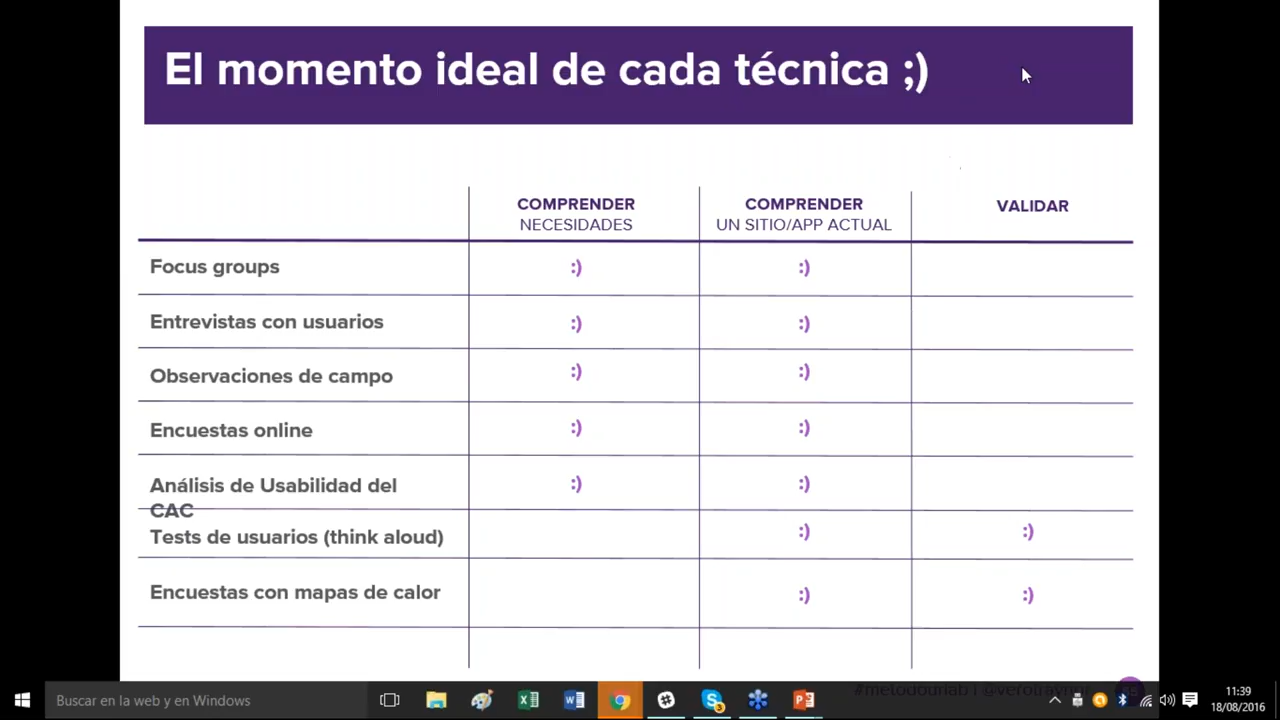 El momento ideal de cada técnica ;)
COMPRENDER NECESIDADES
COMPRENDER UN SITIO/APP ACTUAL
VALIDAR
Focus groups :) :)
Entrevistas con usuarios :) :)
Observaciones de campo :) :)
Encuestas online :) :)
Análisis de Usabilidad del :) :)
CAC
Tests de usuarios (think aloud) :) :)
Encuestas con mapas de calor :) :)
Buscar en la web y en Windows
3
11:39
18/08/2016